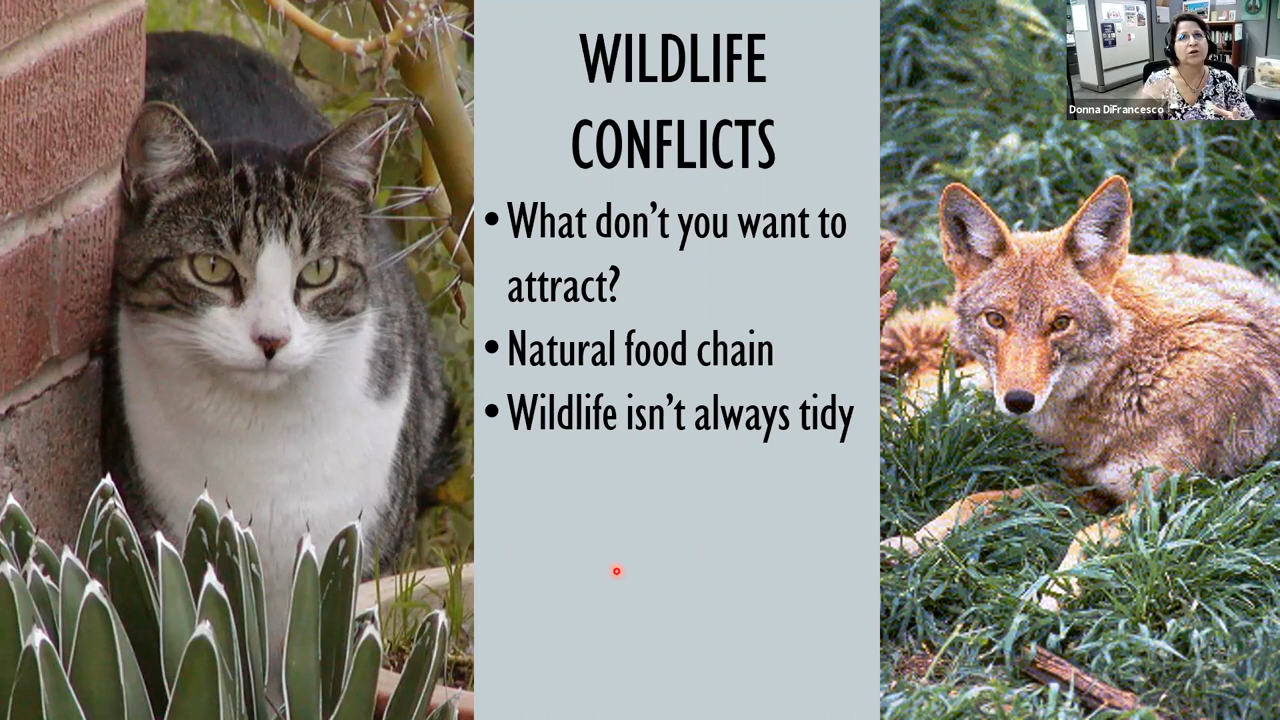 WILDLIFE
CONFLICTS
• What don't you want to
attract?
• Natural food chain
• Wildlife isn't always tidy
Donna DiFrancesco